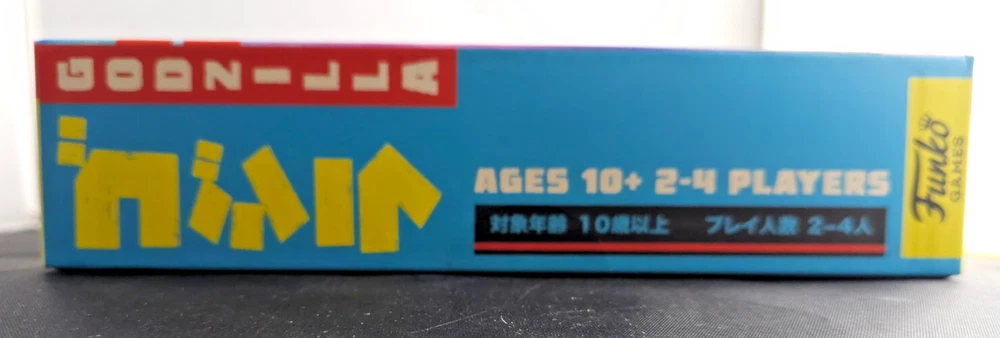 GODZILLA
ゴジラ
AGES 10+ 2-4 PLAYERS
対象年齢 10歳以上 プレイ人数 2-4人
Funko
GAMES